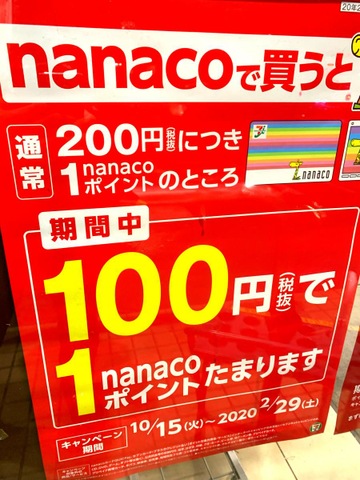 20年2
nanacoで買うと
通常
200円(税抜)につき
1nanacoポイントのところ
nanaco
期間中
100円(税抜)で
1nanacoポイントたまります
キャンペーン期間
10/15(火)～2020 2/29(土)